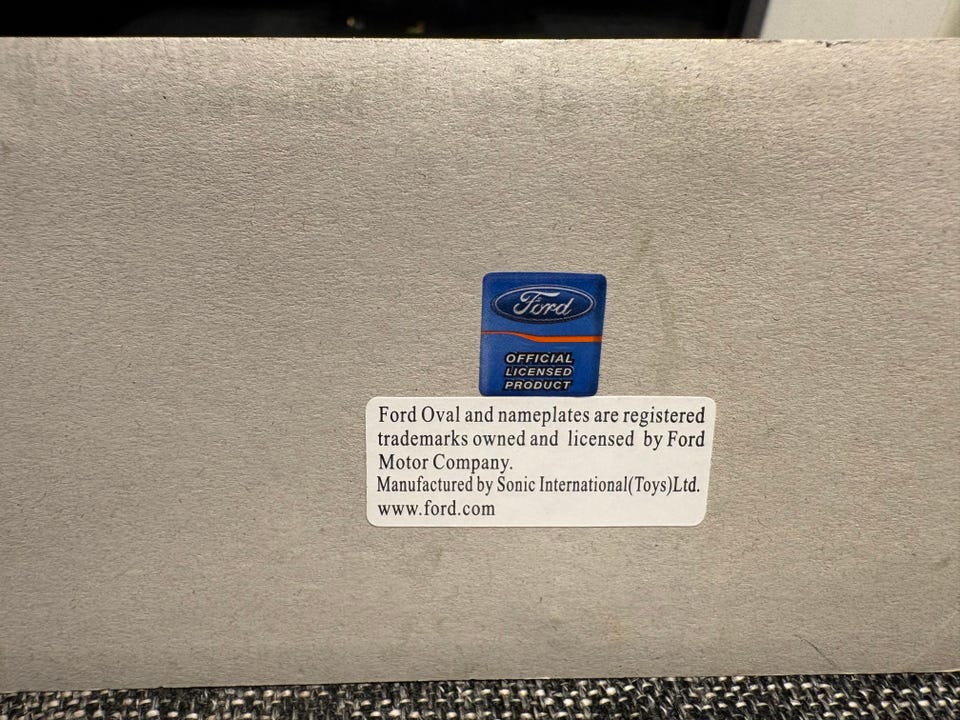 Ford
OFFICIAL
LICENSED
PRODUCT
Ford Oval and nameplates are registered
trademarks owned and licensed by Ford
Motor Company.
Manufactured by Sonic International(Toys)Ltd.
www.ford.com